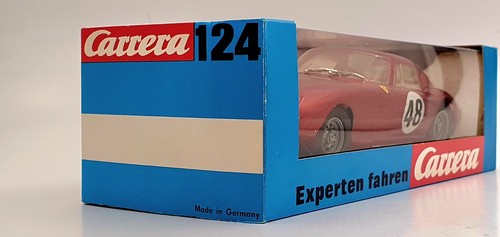 Carrera 124
Made in Germany
48
Experten fahren Carrera